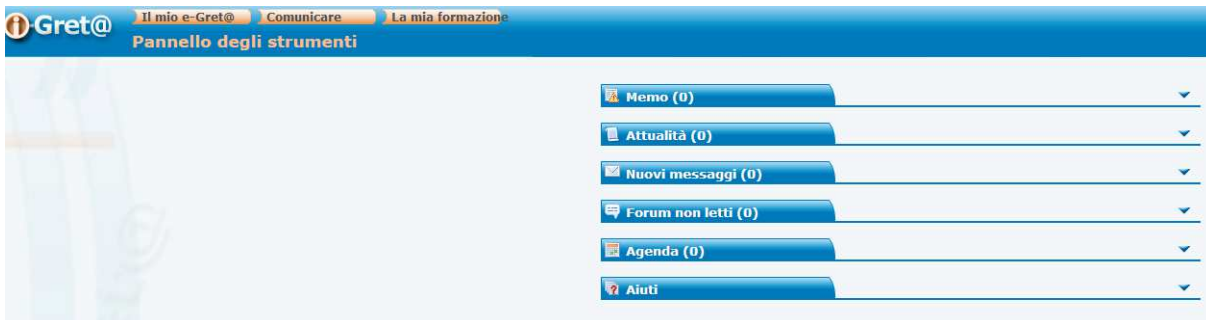 Il mio e-Gret@ Comunicare La mia formazione
i-Gret@
Pannello degli strumenti
Memo (0)
Attualità (0)
Nuovi messaggi (0)
Forum non letti (0)
Agenda (0)
Aiuti